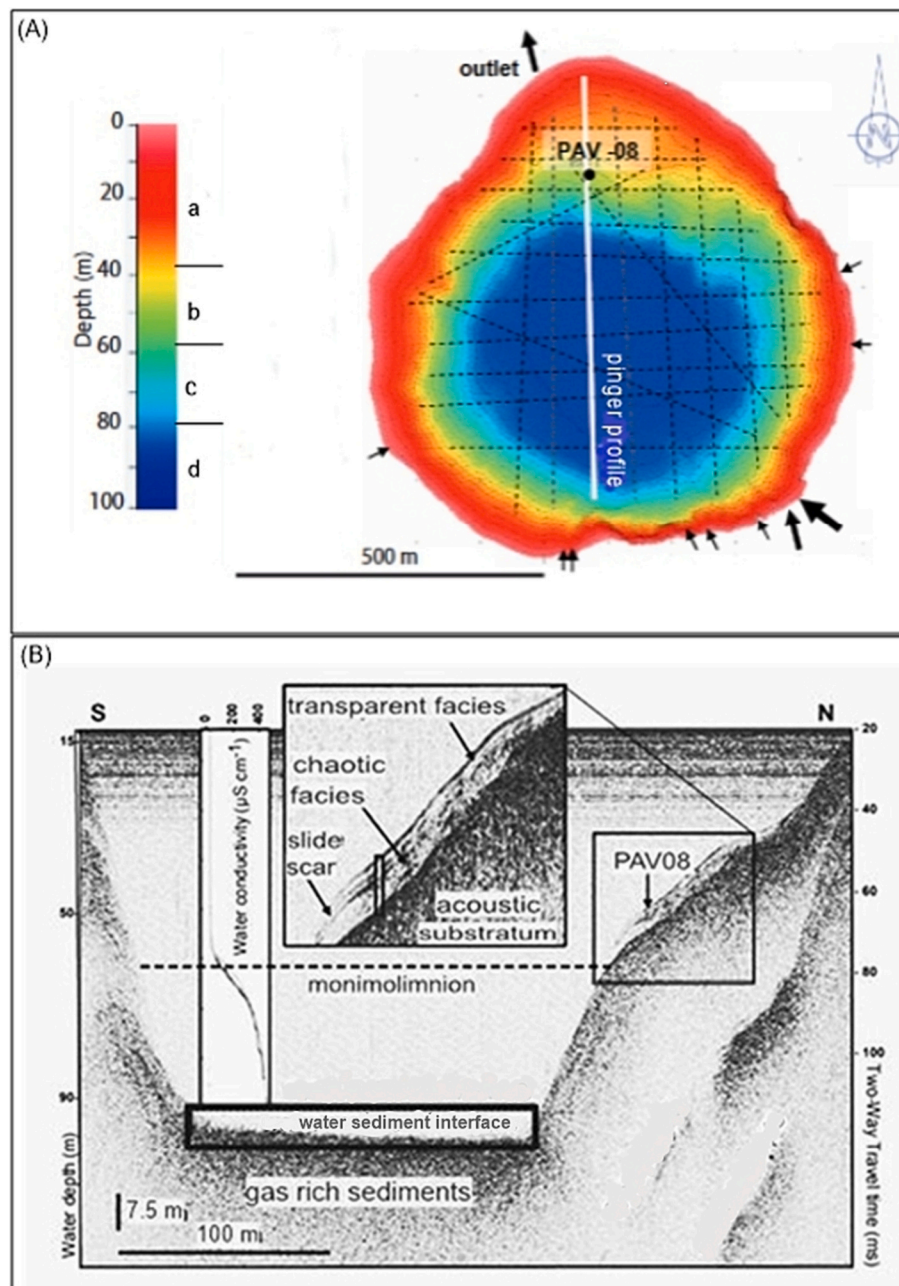 (A)
outlet
PAV -08
N
0
20
40
60
80
100
Depth (m)
a
b
c
d
pinger profile
500 m
(B)
S
N
0
200
400
Water conductivity (µS cm⁻¹)
transparent facies
chaotic
facies
slide
scar
acoustic
substratum
PAV08
monimolimnion
water sediment interface
gas rich sediments
7.5 m
100 m
15
50
90
Water depth (m)
20
40
60
80
100
Two-Way Travel time (ms)